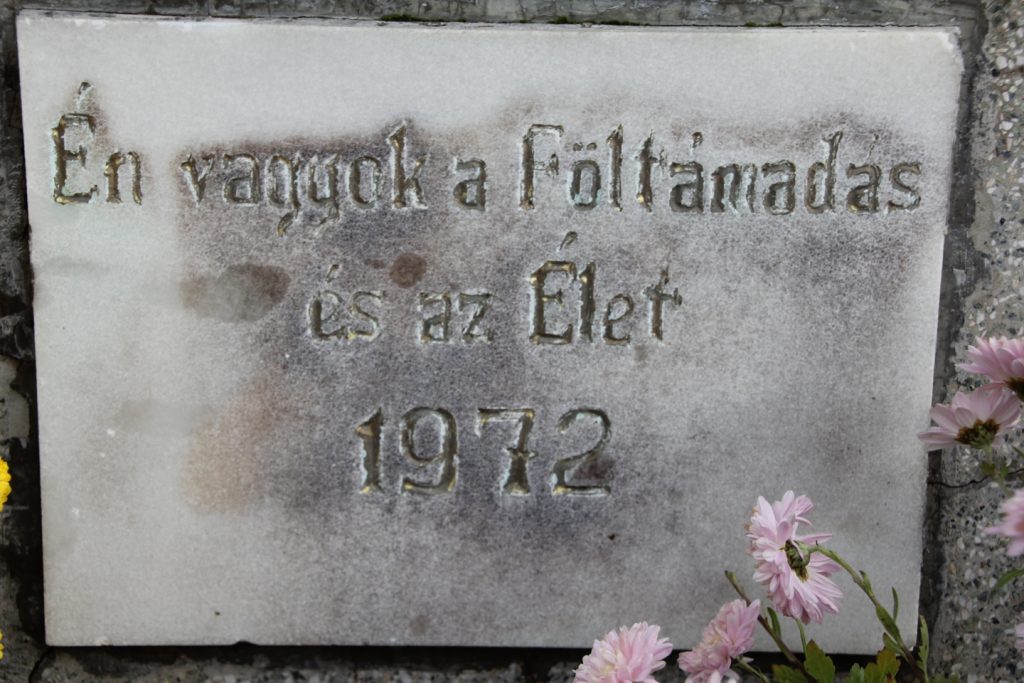 Én vagyok a Föltámadás
és az Élet
1972